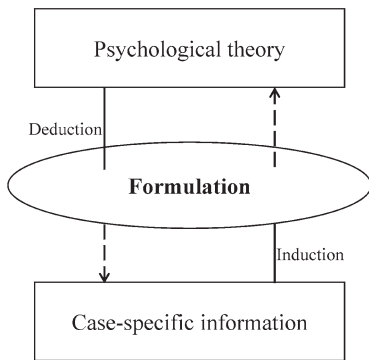 Psychological theory
Deduction
Formulation
Induction
Case-specific information